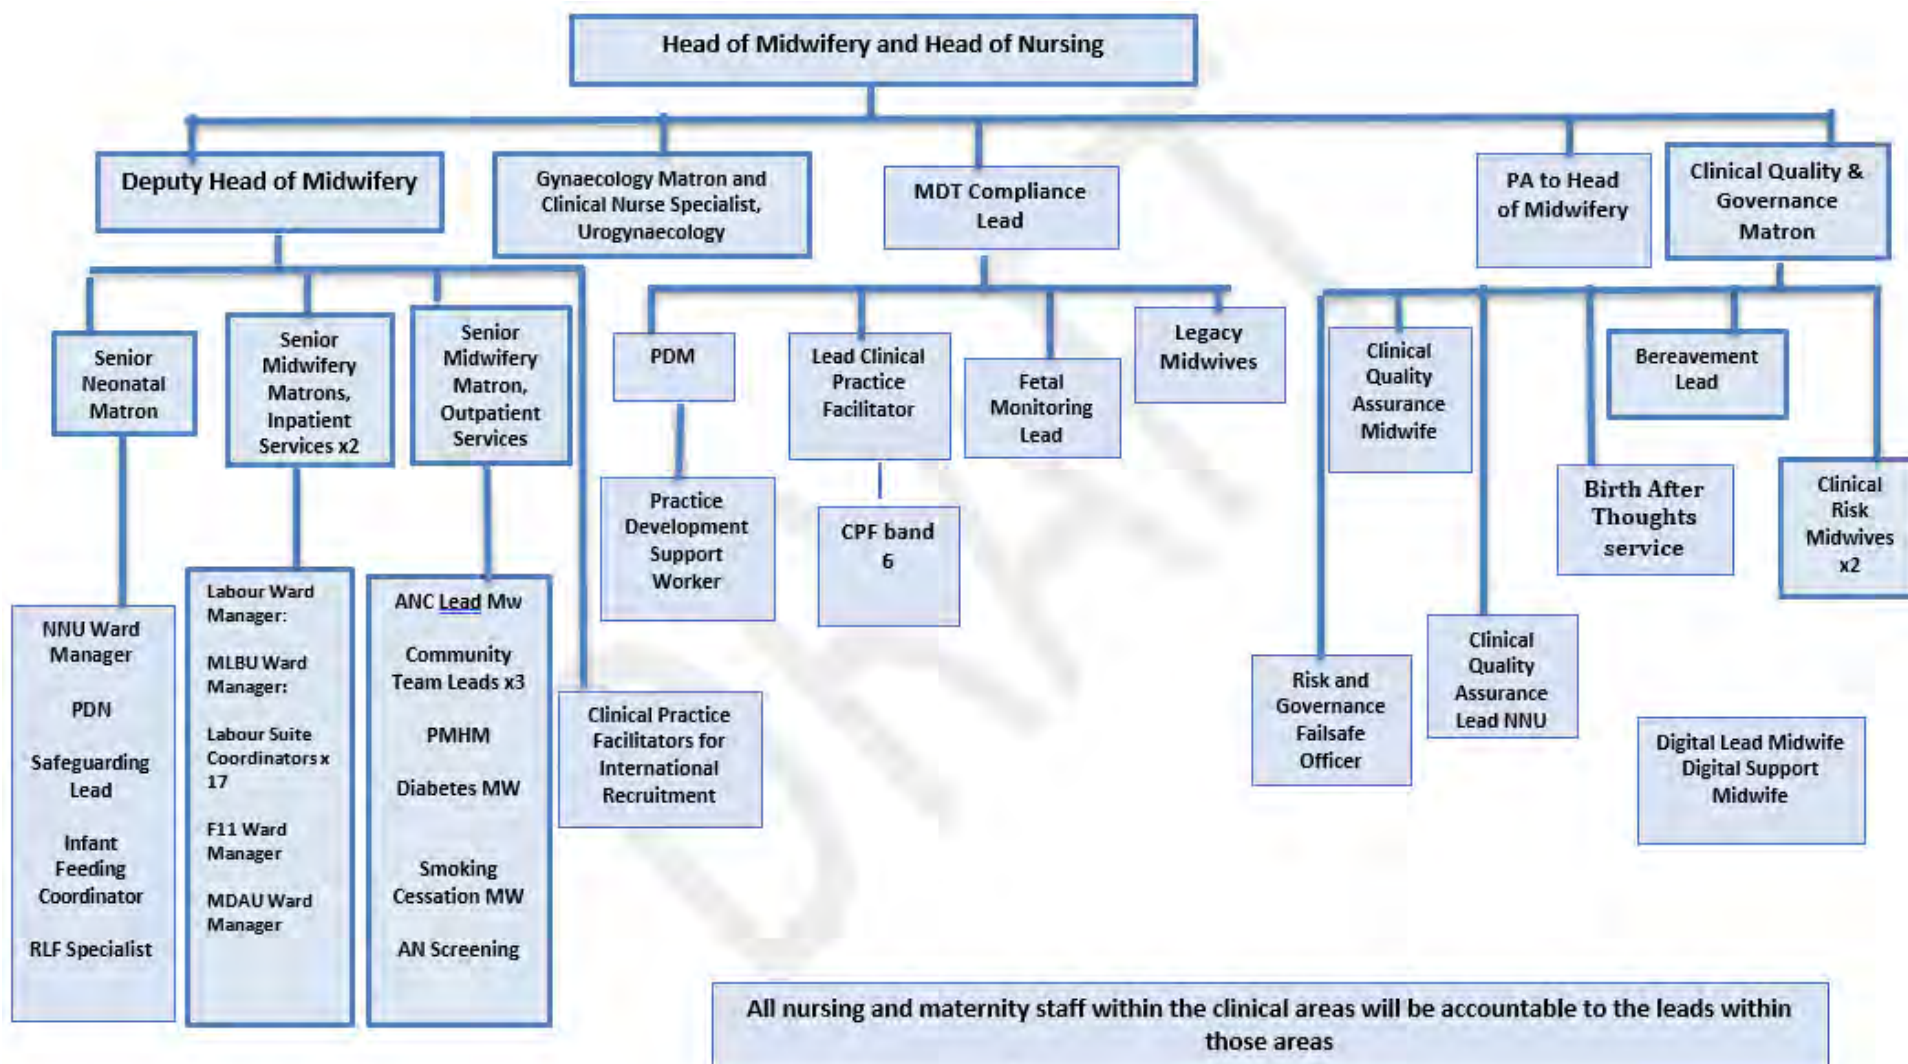 Head of Midwifery and Head of Nursing
Deputy Head of Midwifery
Gynaecology Matron and
Clinical Nurse Specialist,
Urogynaecology
MDT Compliance
Lead
PA to Head
of Midwifery
Clinical Quality &
Governance
Matron
Senior
Neonatal
Matron
Senior
Midwifery
Matrons,
Inpatient
Services x2
Senior
Midwifery
Matron,
Outpatient
Services
PDM
Lead Clinical
Practice
Facilitator
Fetal
Monitoring
Lead
Legacy
Midwives
Clinical
Quality
Assurance
Midwife
Bereavement
Lead
Practice
Development
Support
Worker
CPF band
6
Birth After
Thoughts
service
Clinical
Risk
Midwives
x2
NNU Ward
Manager
PDN
Safeguarding
Lead
Infant
Feeding
Coordinator
RLF Specialist
Labour Ward
Manager:
MLBU Ward
Manager:
Labour Suite
Coordinators x
17
F11 Ward
Manager
MDAU Ward
Manager
ANC Lead Mw
Community
Team Leads x3
PMHM
Diabetes MW
Smoking
Cessation MW
AN Screening
Clinical Practice
Facilitators for
International
Recruitment
Risk and
Governance
Failsafe
Officer
Clinical
Quality
Assurance
Lead NNU
Digital Lead Midwife
Digital Support
Midwife
All nursing and maternity staff within the clinical areas will be accountable to the leads within
those areas
DRAFT